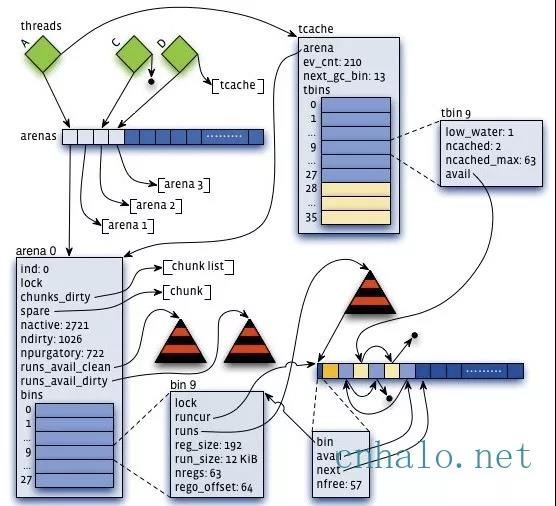 threads
A
C
D
[tcache]
tcache
arena
ev_cnt: 210
next_gc_bin: 13
tbins
0
1
...
9
...
27
28
...
35
tbin 9
low_water: 1
ncached: 2
ncached_max: 63
avail
arenas
.........
[arena 3]
[arena 2]
[arena 1]
arena 0
ind: 0
lock
chunks_dirty
spare
nactive: 2721
ndirty: 1026
npurgatory: 722
runs_avail_clean
runs_avail_dirty
bins
0
1
...
9
...
27
[chunk list]
[chunk]
bin 9
lock
runcur
runs
reg_size: 192
run_size: 12 KiB
nregs: 63
rego_offset: 64
.........
bin
avail
next
nfree: 57
cnhalo.net